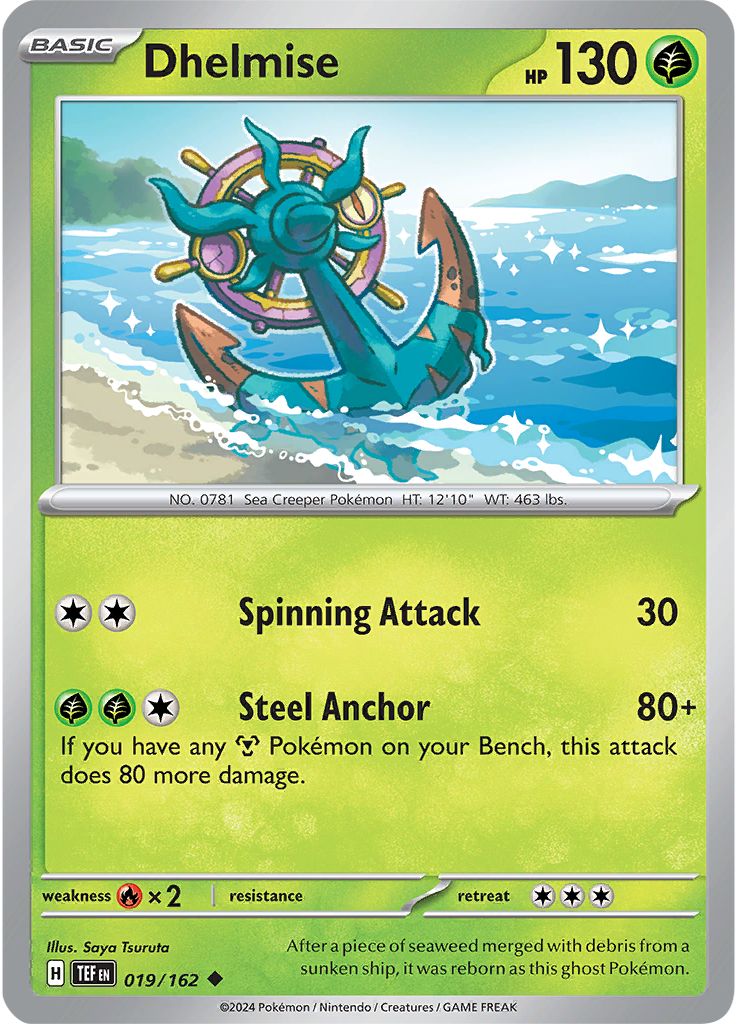 BASIC Dhelmise HP 130
NO. 0781 Sea Creeper Pokémon HT: 12'10" WT: 463 lbs.
Spinning Attack 30
Steel Anchor 80+
If you have any Pokémon on your Bench, this attack
does 80 more damage.
weakness ×2 resistance retreat
Illus. Saya Tsuruta
After a piece of seaweed merged with debris from a
sunken ship, it was reborn as this ghost Pokémon.
H TEF EN 019/162
©2024 Pokémon / Nintendo / Creatures / GAME FREAK